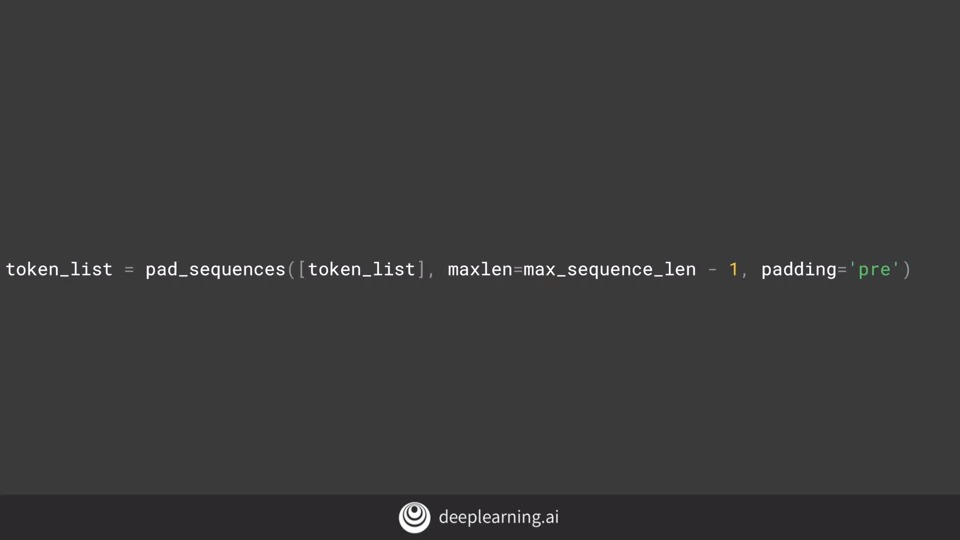 token_list = pad_sequences([token_list], maxlen=max_sequence_len - 1, padding='pre')
deeplearning.ai